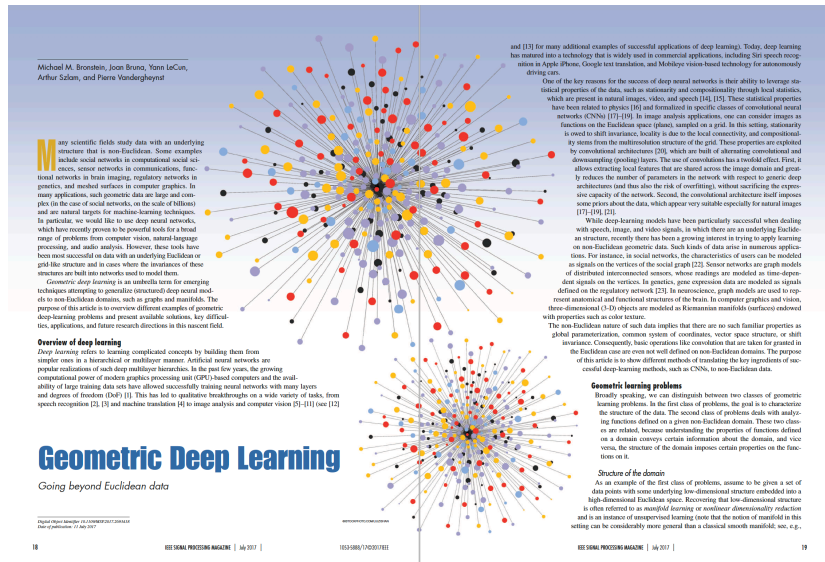 Michael M. Bronstein, Joan Bruna, Yann LeCun,
Arthur Szlam, and Pierre Vandergheynst
Many scientific fields study data with an underlying
structure that is non-Euclidean. Some examples
include social networks in computational social sci-
ences, sensor networks in communications, func-
tional networks in brain imaging, regulatory networks in
genetics, and meshed surfaces in computer graphics. In
many applications, such geometric data are large and com-
plex (in the case of social networks, on the scale of billions)
and are natural targets for machine-learning techniques.
In particular, we would like to use deep neural networks,
which have recently proven to be powerful tools for a broad
range of problems from computer vision, natural-language
processing, and audio analysis. However, these tools have
been most successful on data with an underlying Euclidean or
grid-like structure and in cases where the invariances of these
structures are built into networks used to model them.
Geometric deep learning is an umbrella term for emerging
techniques attempting to generalize (structured) deep neural mod-
els to non-Euclidean domains, such as graphs and manifolds. The
purpose of this article is to overview different examples of geometric
deep-learning problems and present available solutions, key difficul-
ties, applications, and future research directions in this nascent field.
Overview of deep learning
Deep learning refers to learning complicated concepts by building them from
simpler ones in a hierarchical or multilayer manner. Artificial neural networks are
popular realizations of such deep multilayer hierarchies. In the past few years, the growing
computational power of modern graphics processing unit (GPU)-based computers and the avail-
ability of large training data sets have allowed successfully training neural networks with many layers
and degrees of freedom (DoF) [1]. This has led to qualitative breakthroughs on a wide variety of tasks, from
speech recognition [2], [3] and machine translation [4] to image analysis and computer vision [5]–[11] (see [12]
Geometric Deep Learning
Going beyond Euclidean data
Date of publication: 11 July 2017
18
IEEE SIGNAL PROCESSING MAGAZINE | July 2017 |
1053-5888/17©2017IEEE
and [13] for many additional examples of successful applications of deep learning). Today, deep learning
has matured into a technology that is widely used in commercial applications, including Siri speech recog-
nition in Apple iPhone, Google text translation, and Mobileye vision-based technology for autonomously
driving cars.
One of the key reasons for the success of deep neural networks is their ability to leverage sta-
tistical properties of the data, such as stationarity and compositionality through local statistics,
which are present in natural images, video, and speech [14], [15]. These statistical properties
have been related to physics [16] and formalized in specific classes of convolutional neural
networks (CNNs) [17]–[19]. In image analysis applications, one can consider images as
functions on the Euclidean space (plane), sampled on a grid. In this setting, stationarity
is owed to shift invariance, locality is due to the local connectivity, and compositional-
ity stems from the multiresolution structure of the grid. These properties are exploited
by convolutional architectures [20], which are built of alternating convolutional and
downsampling (pooling) layers. The use of convolutions has a twofold effect. First, it
allows extracting local features that are shared across the image domain and great-
ly reduces the number of parameters in the network with respect to generic deep
architectures (and thus also the risk of overfitting), without sacrificing the expres-
sive capacity of the network. Second, the convolutional architecture itself imposes
some priors about the data, which appear very suitable especially for natural images
[17]–[19], [21].
While deep-learning models have been particularly successful when dealing
with speech, image, and video signals, in which there are an underlying Euclide-
an structure, recently there has been a growing interest in trying to apply learning
on non-Euclidean geometric data. Such kinds of data arise in numerous applica-
tions. For instance, in social networks, the characteristics of users can be modeled
as signals on the vertices of the social graph [22]. Sensor networks are graph models
of distributed interconnected sensors, whose readings are modeled as time-depen-
dent signals on the vertices. In genetics, gene expression data are modeled as signals
defined on the regulatory network [23]. In neuroscience, graph models are used to rep-
resent anatomical and functional structures of the brain. In computer graphics and vision,
three-dimensional (3-D) objects are modeled as Riemannian manifolds (surfaces) endowed
with properties such as color texture.
The non-Euclidean nature of such data implies that there are no such familiar properties as
global parameterization, common system of coordinates, vector space structure, or shift
invariance. Consequently, basic operations like convolution that are taken for granted in
the Euclidean case are even not well defined on non-Euclidean domains. The purpose
of this article is to show different methods of translating the key ingredients of suc-
cessful deep-learning methods, such as CNNs, to non-Euclidean data.
Geometric learning problems
Broadly speaking, we can distinguish between two classes of geometric
learning problems. In the first class of problems, the goal is to characterize
the structure of the data. The second class of problems deals with analyz-
ing functions defined on a given non-Euclidean domain. These two class-
es are related, because understanding the properties of functions defined
on a domain conveys certain information about the domain, and vice
versa, the structure of the domain imposes certain properties on the func-
tions on it.
Structure of the domain
As an example of the first class of problems, assume to be given a set of
data points with some underlying low-dimensional structure embedded into a
high-dimensional Euclidean space. Recovering that low-dimensional structure
is often referred to as manifold learning or nonlinear dimensionality reduction
and is an instance of unsupervised learning (note that the notion of manifold in this
setting can be considerably more general than a classical smooth manifold; see, e.g.,
IEEE SIGNAL PROCESSING MAGAZINE | July 2017 |
19